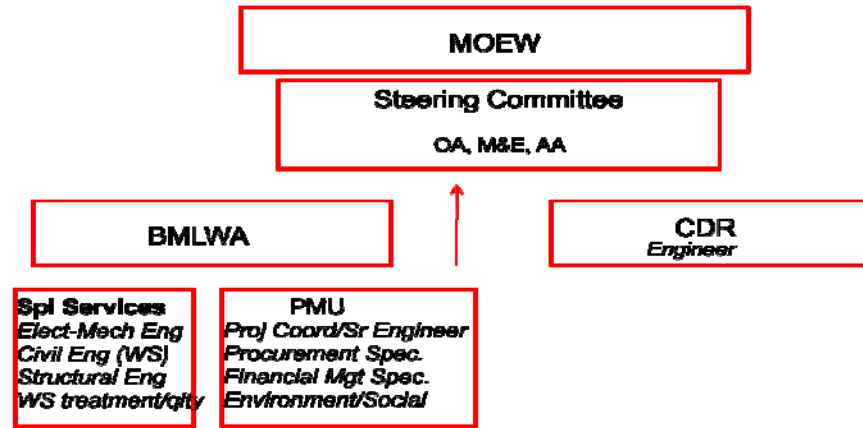 MOEW
Steering Committee
OA, M&E, AA
BMLWA
CDR
Engineer
Spl Services
Elect-Mech Eng
Civil Eng (WS)
Structural Eng
WS treatment/qlty
PMU
Proj Coord/Sr Engineer
Procurement Spec.
Financial Mgt Spec.
Environment/Social